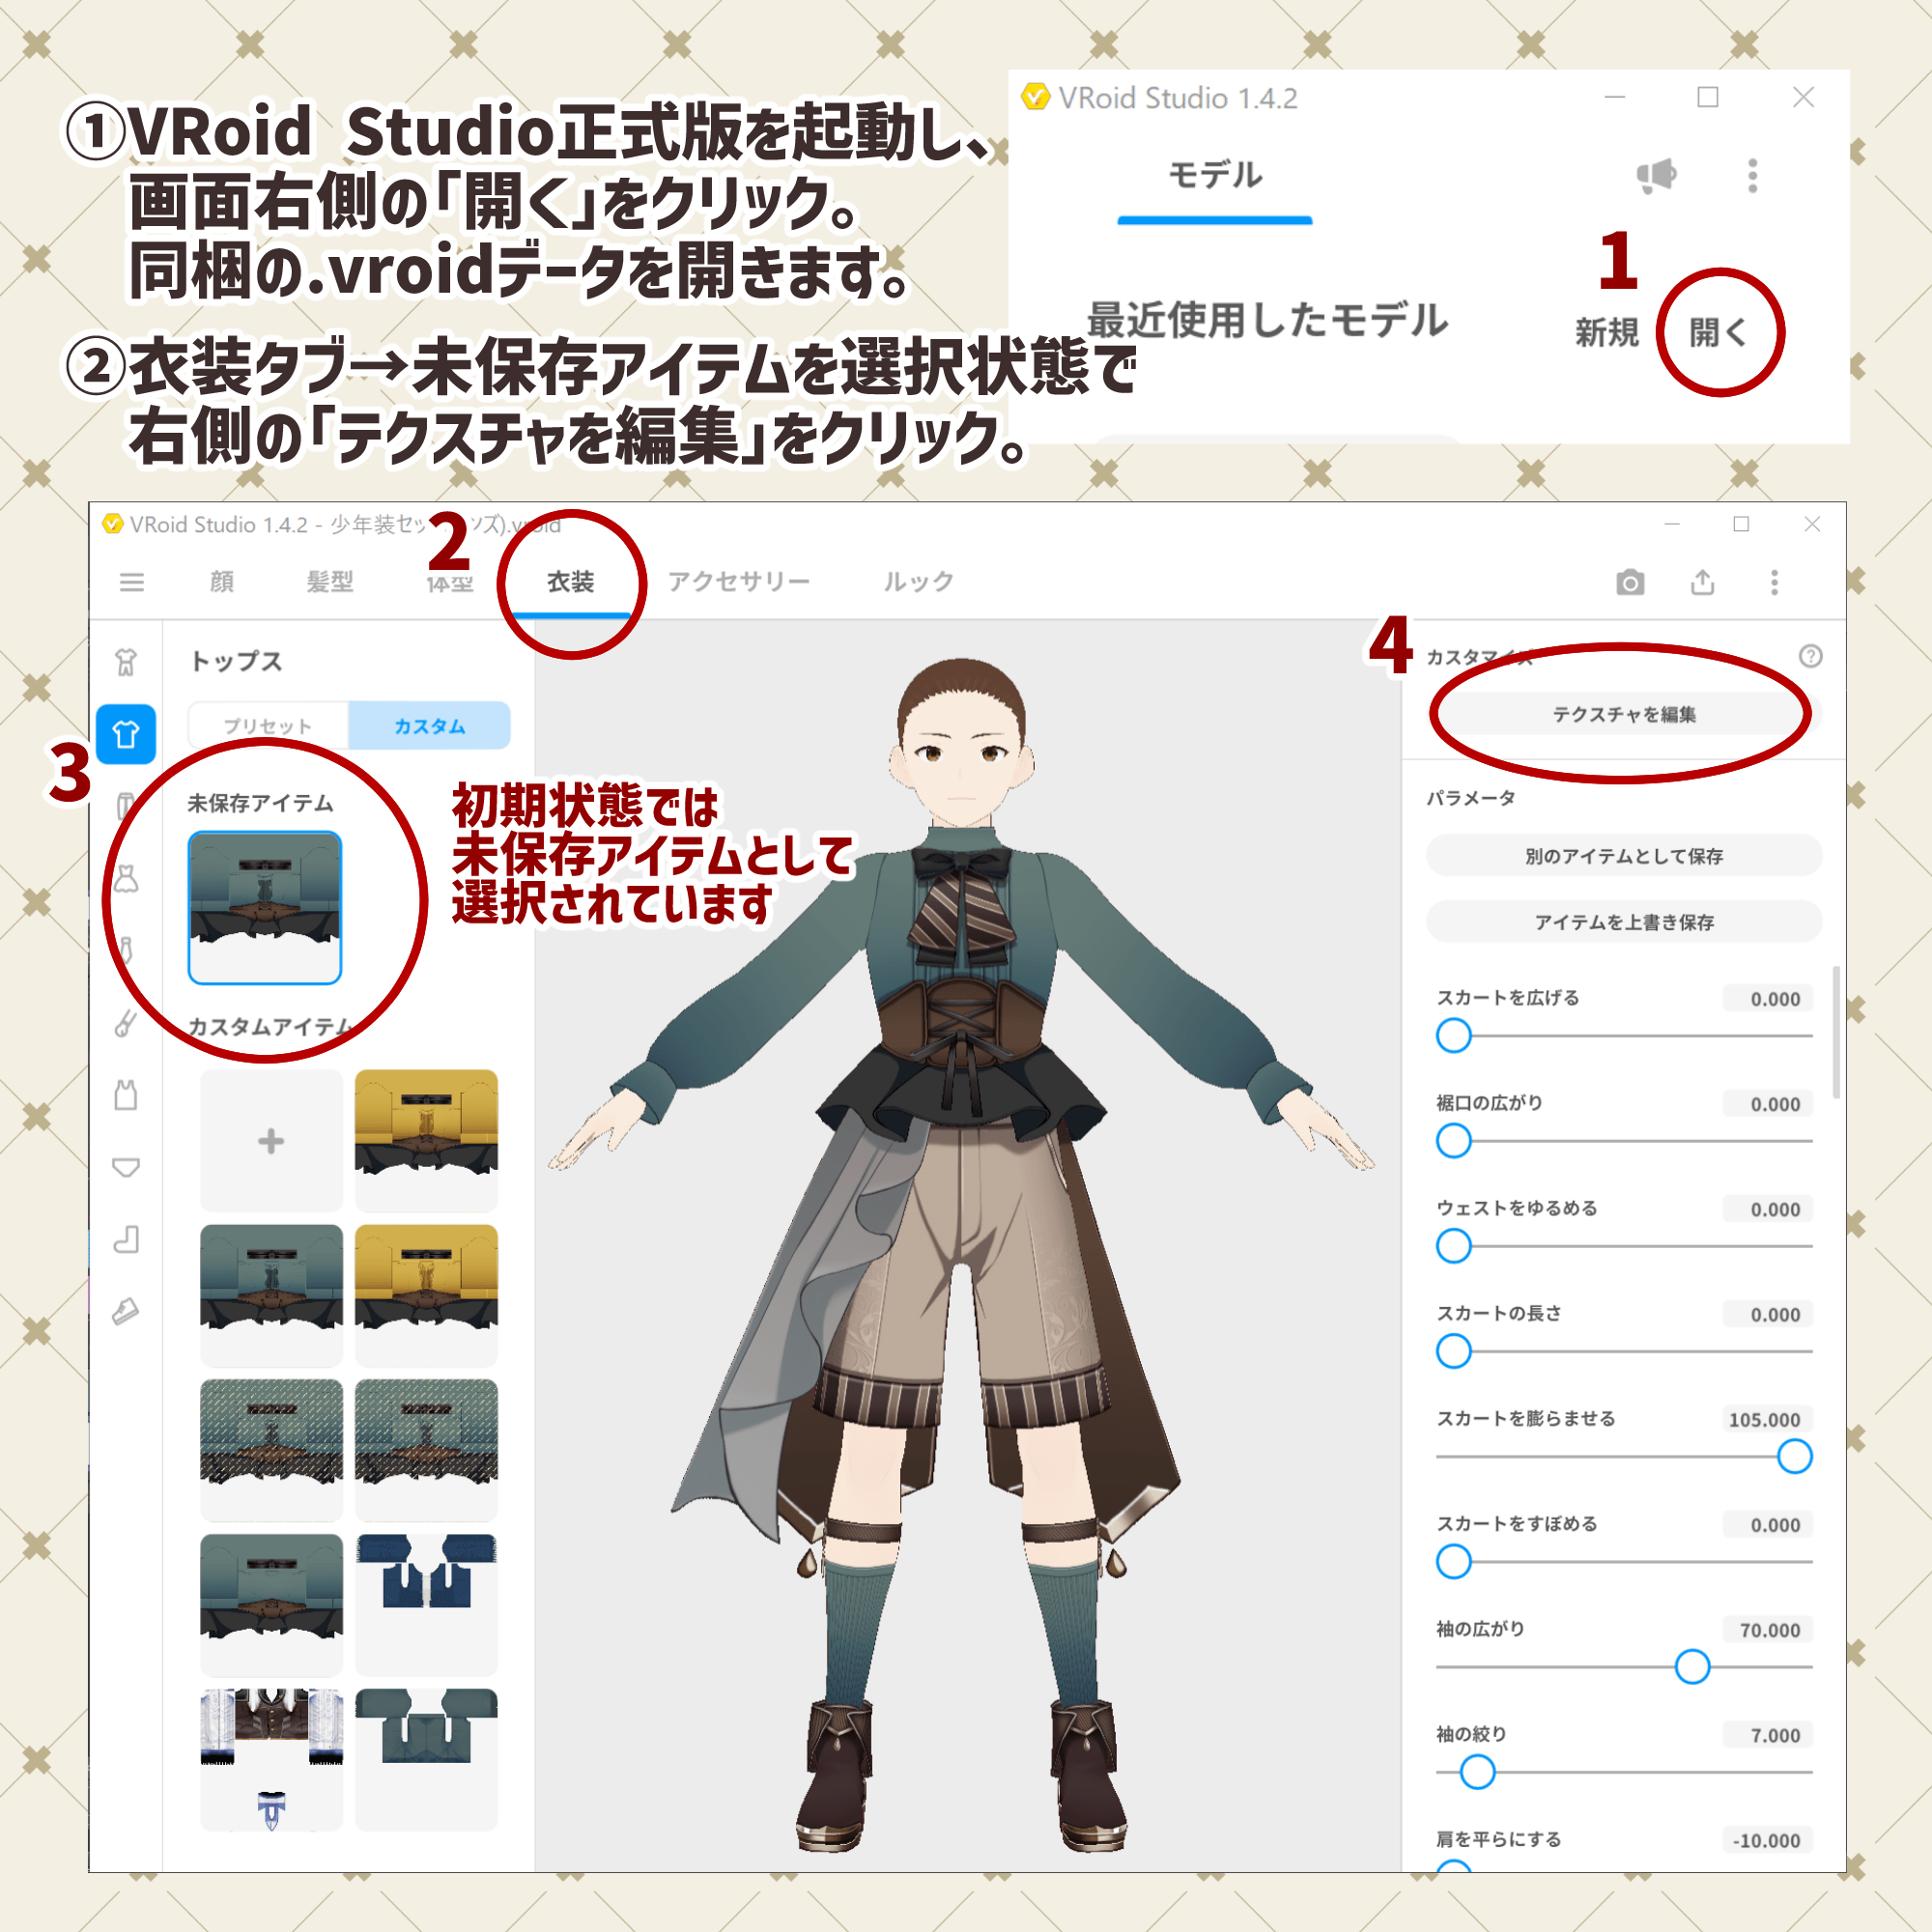 ①VRoid Studio正式版を起動し、
画面右側の「開く」をクリック。
同梱の.vroidデータを開きます。
②衣装タブ→未保存アイテムを選択状態で
右側の「テクスチャを編集」をクリック。
VRoid Studio 1.4.2
モデル
1
最近使用したモデル
新規
開く
VRoid Studio 1.4.2 - 少年装セッ
ンズ).vroid
2
顔
髪型
体型
衣装
アクセサリー
ルック
トップス
プリセット
カスタム
3
未保存アイテム
初期状態では
未保存アイテムとして
選択されています
カスタムアイテム
4
カスタマイズ
テクスチャを編集
パラメータ
別のアイテムとして保存
アイテムを上書き保存
スカートを広げる 0.000
裾口の広がり 0.000
ウェストをゆるめる 0.000
スカートの長さ 0.000
スカートを膨らませる 105.000
スカートをすぼめる 0.000
袖の広がり 70.000
袖の絞り 7.000
肩を平らにする -10.000